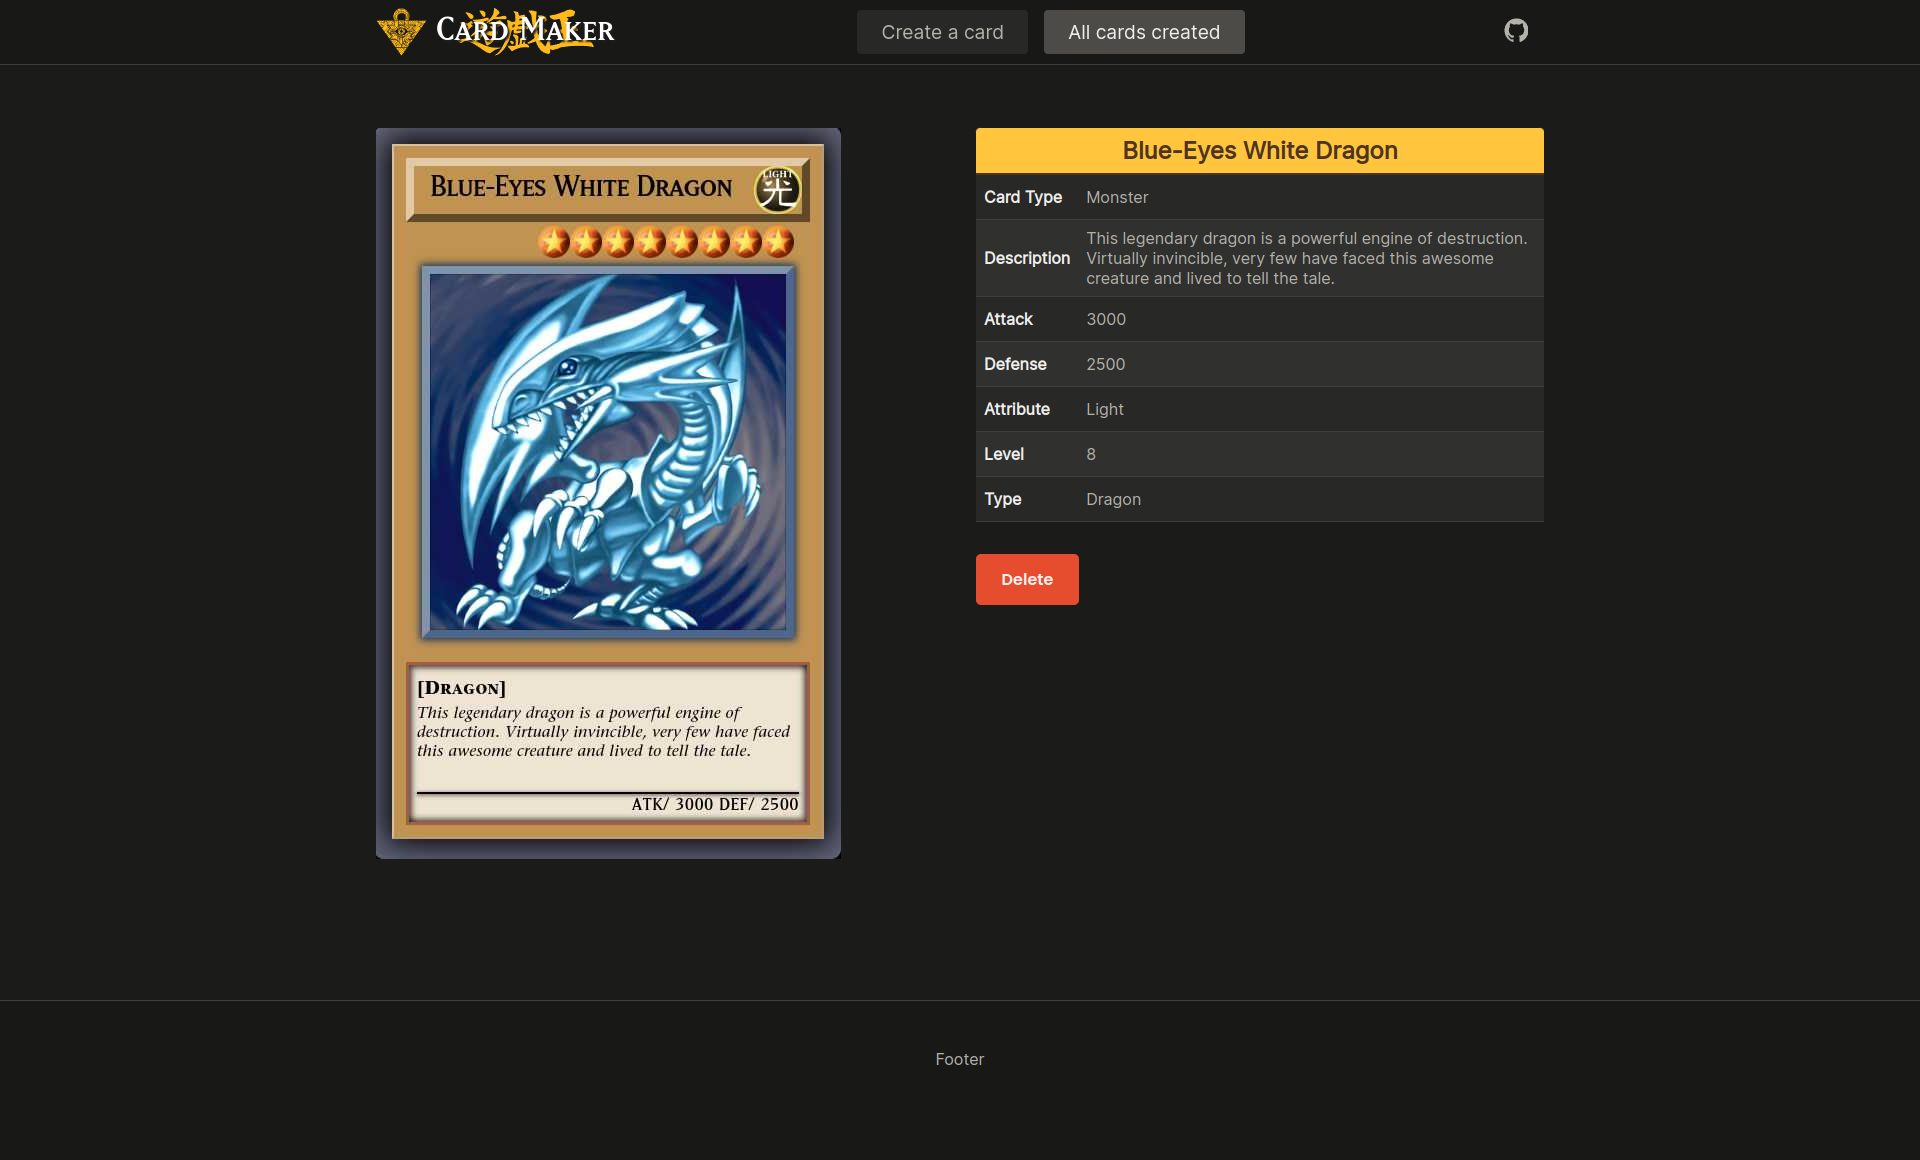 遊戯王
Card Maker
Create a card
All cards created
Blue-Eyes White Dragon
LIGHT
光
[Dragon]
This legendary dragon is a powerful engine of
destruction. Virtually invincible, very few have faced
this awesome creature and lived to tell the tale.
ATK/ 3000 DEF/ 2500
Blue-Eyes White Dragon
Card Type Monster
Description This legendary dragon is a powerful engine of destruction.
Virtually invincible, very few have faced this awesome
creature and lived to tell the tale.
Attack 3000
Defense 2500
Attribute Light
Level 8
Type Dragon
Delete
Footer